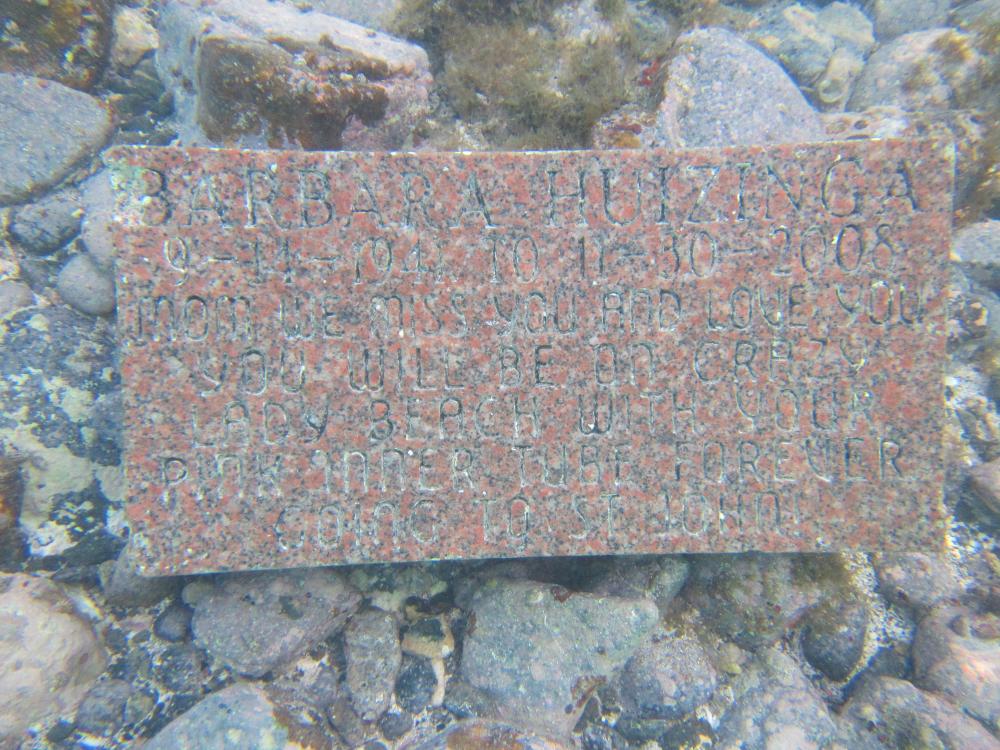 BARBARA HUIZINGA
9-11-1941 TO 11-30-2008
MOM WE MISS YOU AND LOVE YOU
YOU WILL BE ON CRAZY
LADY BEACH WITH YOUR
PINK INNER TUBE FOREVER
GOING TO ST JOHN!